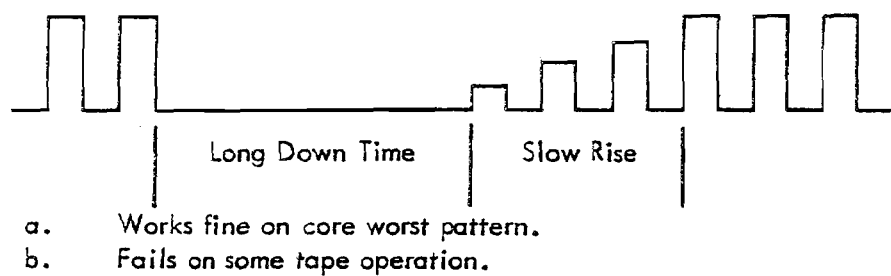 Long Down Time
Slow Rise
a. Works fine on core worst pattern.
b. Fails on some tape operation.